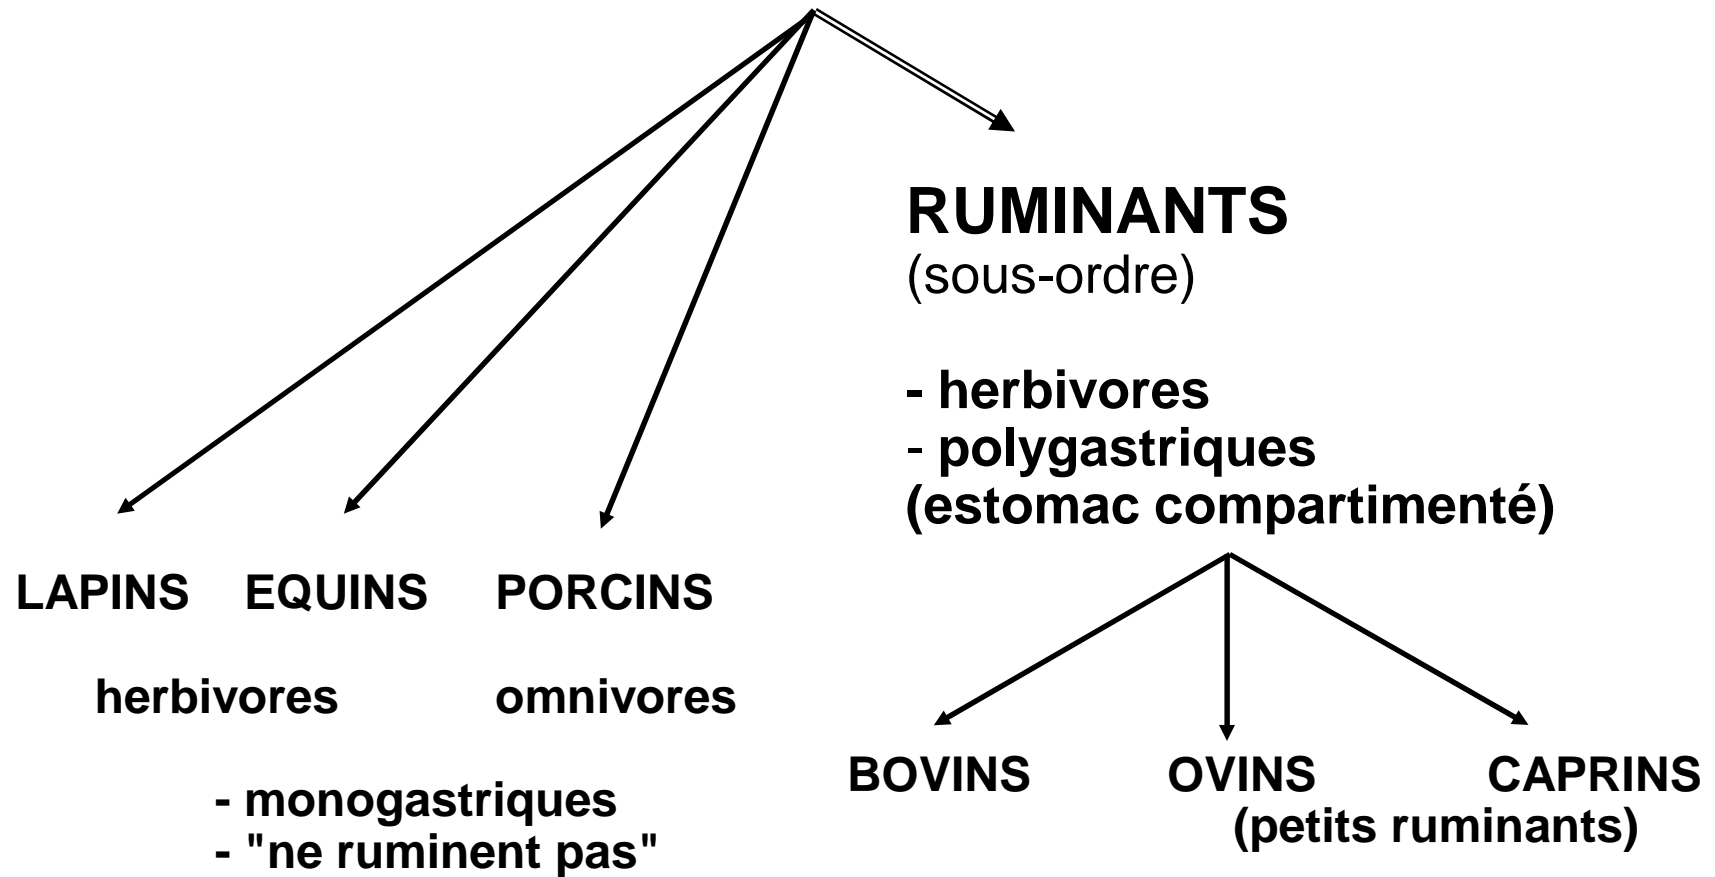 RUMINANTS
(sous-ordre)
- herbivores
- polygastriques
(estomac compartimenté)
LAPINS EQUINS PORCINS
herbivores omnivores
- monogastriques
- "ne ruminent pas"
BOVINS OVINS CAPRINS
(petits ruminants)